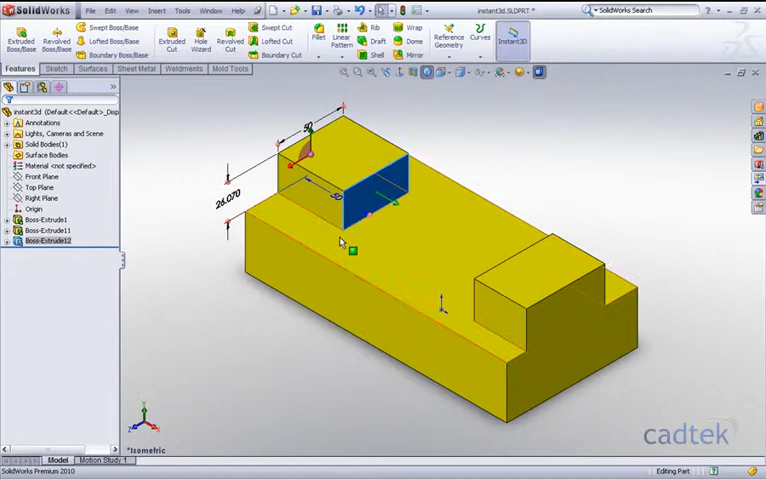 SolidWorks
File Edit View Insert Tools Window Help
instant3d.SLDPRT *
SolidWorks Search
Extruded Boss/Base
Revolved Boss/Base
Swept Boss/Base
Lofted Boss/Base
Boundary Boss/Base
Extruded Cut
Hole Wizard
Revolved Cut
Swept Cut
Lofted Cut
Boundary Cut
Fillet
Linear Pattern
Rib
Draft
Shell
Wrap
Dome
Mirror
Reference Geometry
Curves
Instant3D
Features Sketch Surfaces Sheet Metal Weldments Mold Tools
instant3d (Default<<Default>_Disp
Annotations
Lights, Cameras and Scene
Solid Bodies(1)
Surface Bodies
Material <not specified>
Front Plane
Top Plane
Right Plane
Origin
Boss-Extrude1
Boss-Extrude11
Boss-Extrude12
50
50
26.070
*Isometric
cadtek
Model Motion Study 1
SolidWorks Premium 2010
Editing Part